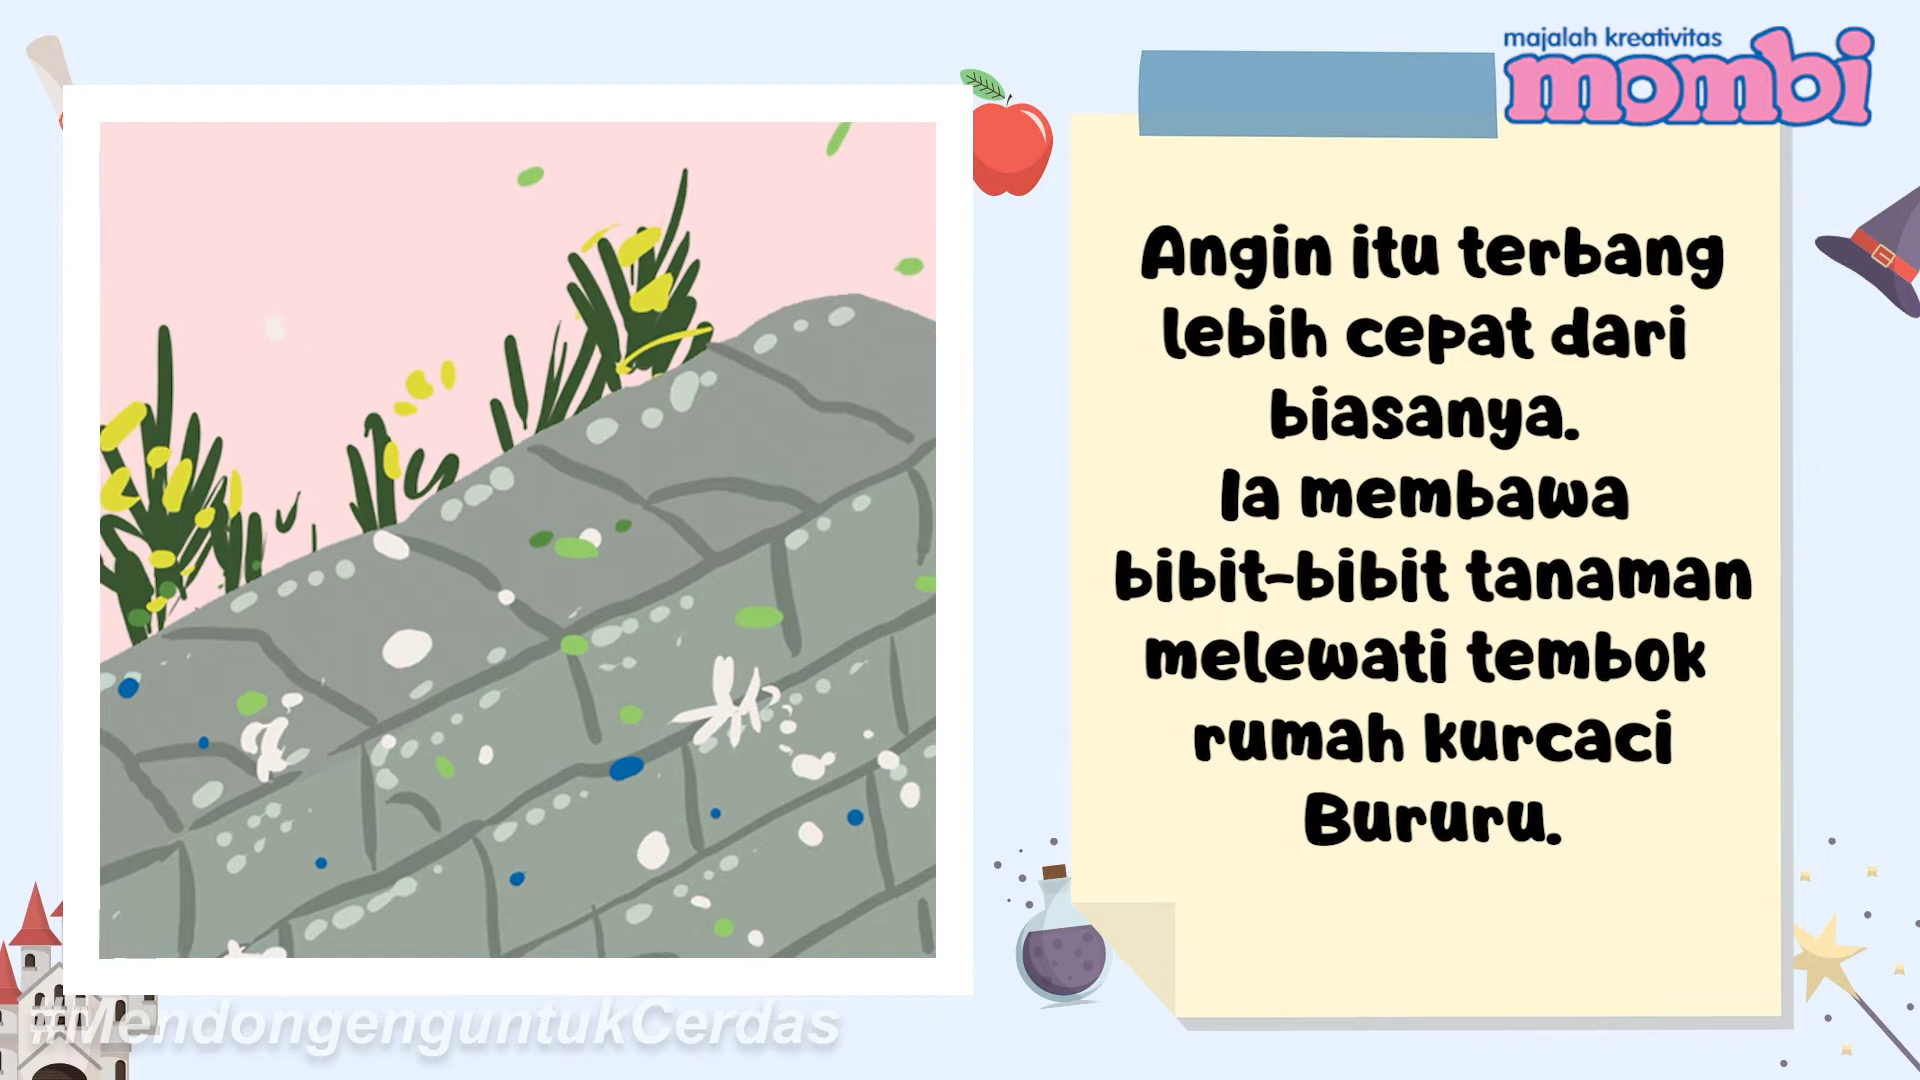 majalah kreativitas
mombi
Angin itu terbang
lebih cepat dari
biasanya.
Ia membawa
bibit-bibit tanaman
melewati tembok
rumah kurcaci
Bururu.
#MendongenguntukCerdas